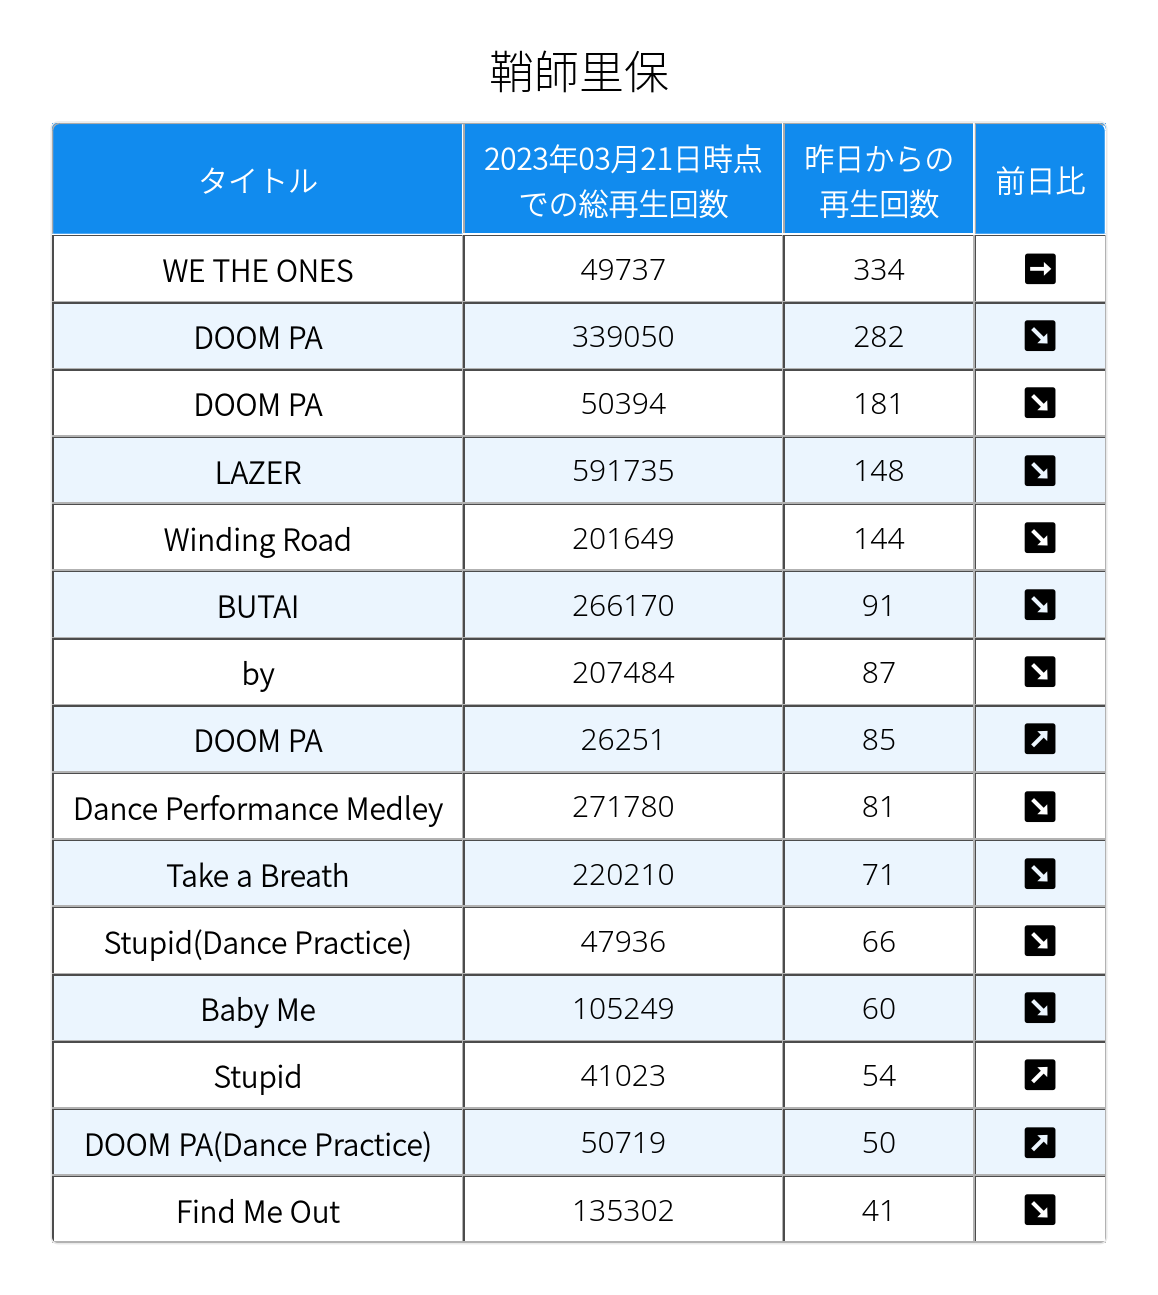 鞘師里保
タイトル 2023年03月21日時点での総再生回数 昨日からの再生回数 前日比
WE THE ONES 49737 334 ➡
DOOM PA 339050 282 ↘
DOOM PA 50394 181 ↘
LAZER 591735 148 ↘
Winding Road 201649 144 ↘
BUTAI 266170 91 ↘
by 207484 87 ↘
DOOM PA 26251 85 ↗
Dance Performance Medley 271780 81 ↘
Take a Breath 220210 71 ↘
Stupid(Dance Practice) 47936 66 ↘
Baby Me 105249 60 ↘
Stupid 41023 54 ↗
DOOM PA(Dance Practice) 50719 50 ↗
Find Me Out 135302 41 ↘